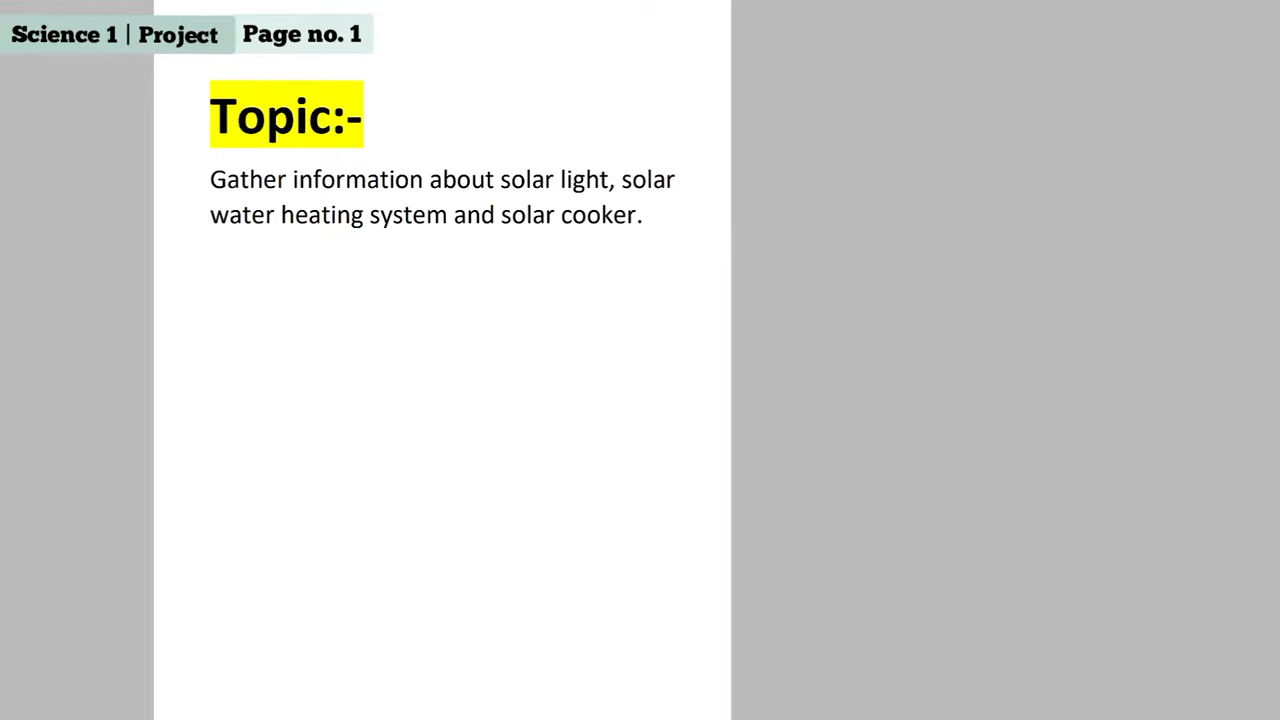 Science 1 | Project Page no. 1
Topic:-
Gather information about solar light, solar
water heating system and solar cooker.